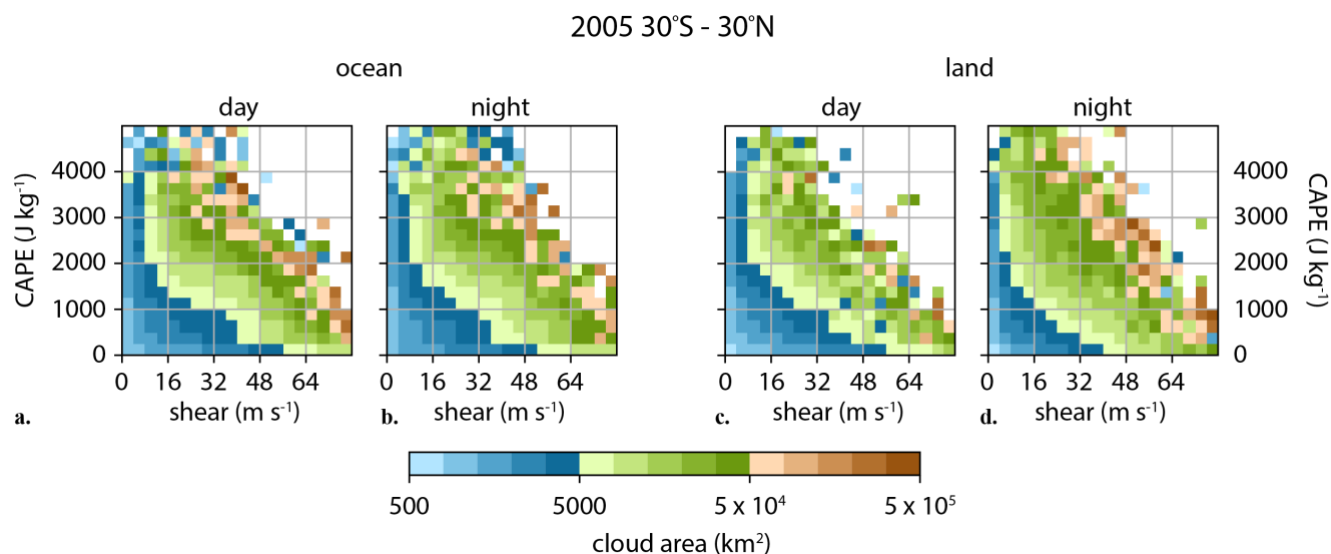 2005 30°S - 30°N
ocean
land
day
night
day
night
CAPE (J kg⁻¹)
4000
3000
2000
1000
0
4000
3000
2000
1000
0
CAPE (J kg⁻¹)
0 16 32 48 64
0 16 32 48 64
0 16 32 48 64
0 16 32 48 64
a. shear (m s⁻¹)
b. shear (m s⁻¹)
c. shear (m s⁻¹)
d. shear (m s⁻¹)
500 5000 5 x 10⁴ 5 x 10⁵
cloud area (km²)